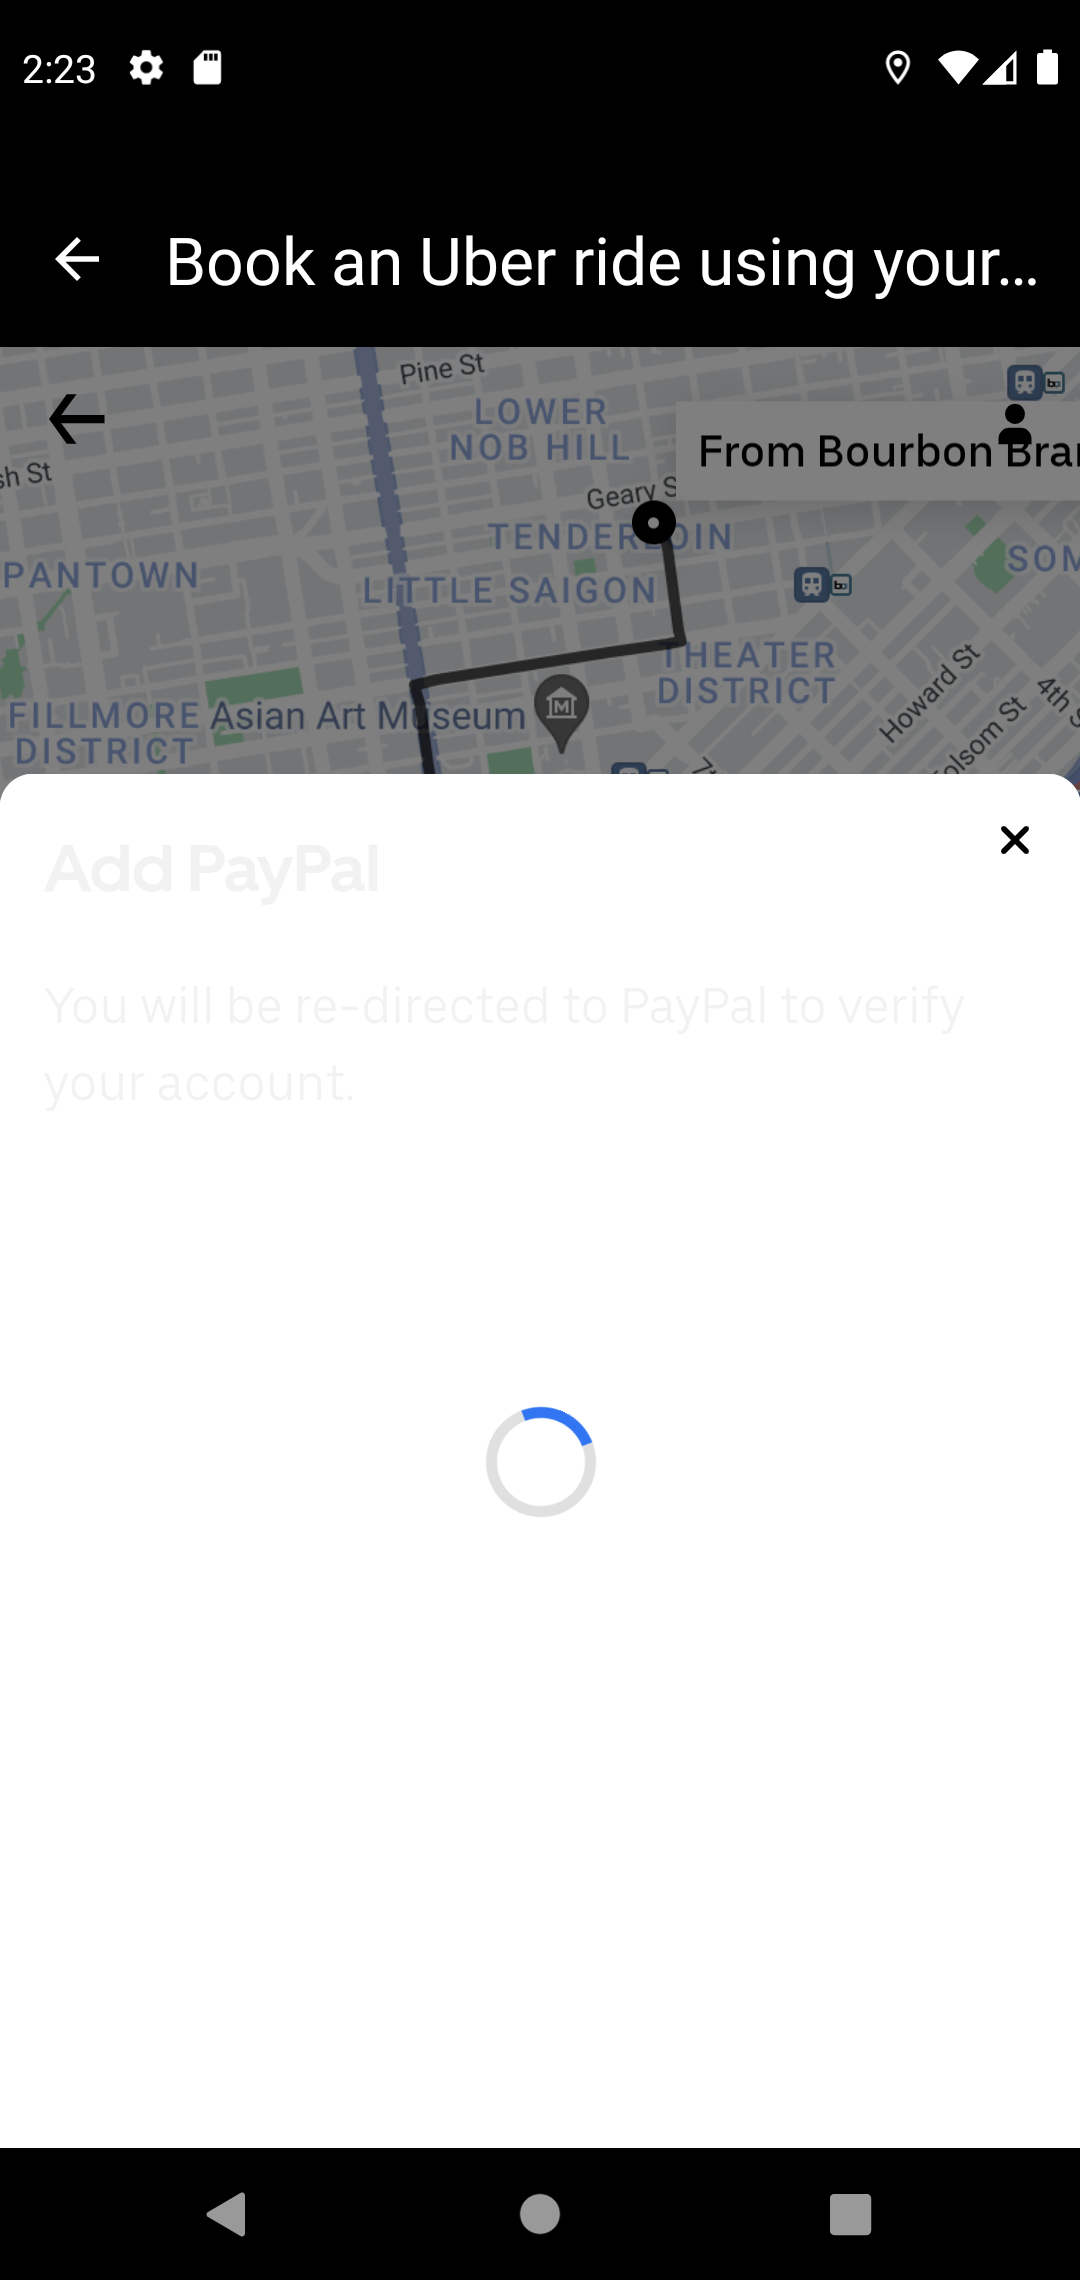 2:23
Book an Uber ride using your...
Pine St
LOWER
NOB HILL
From Bourbon Bra
sh St
Geary S
TENDERLOIN
SOM
PANTOWN
LITTLE SAIGON
THEATER
DISTRICT
Howard St
4th S
FILLMORE
DISTRICT
Asian Art Museum
Folsom St
7t
Add PayPal
You will be re-directed to PayPal to verify
your account.